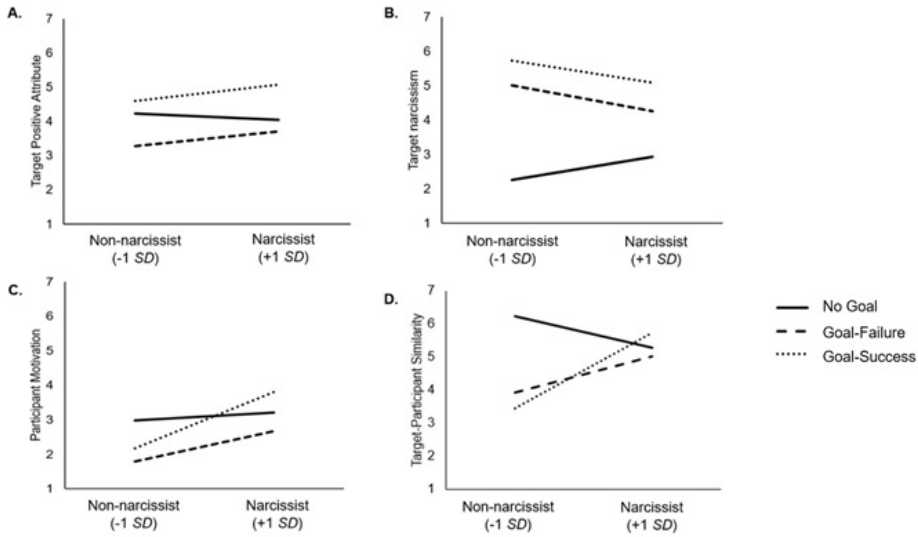 A.
Target Positive Attribute
7
6
5
4
3
2
1
Non-narcissist
(-1 SD)
Narcissist
(+1 SD)
B.
Target narcissism
7
6
5
4
3
2
1
Non-narcissist
(-1 SD)
Narcissist
(+1 SD)
C.
Participant Motivation
7
6
5
4
3
2
1
Non-narcissist
(-1 SD)
Narcissist
(+1 SD)
D.
Target-Participant Similarity
7
6
5
4
3
2
1
Non-narcissist
(-1 SD)
Narcissist
(+1 SD)
No Goal
Goal-Failure
Goal-Success